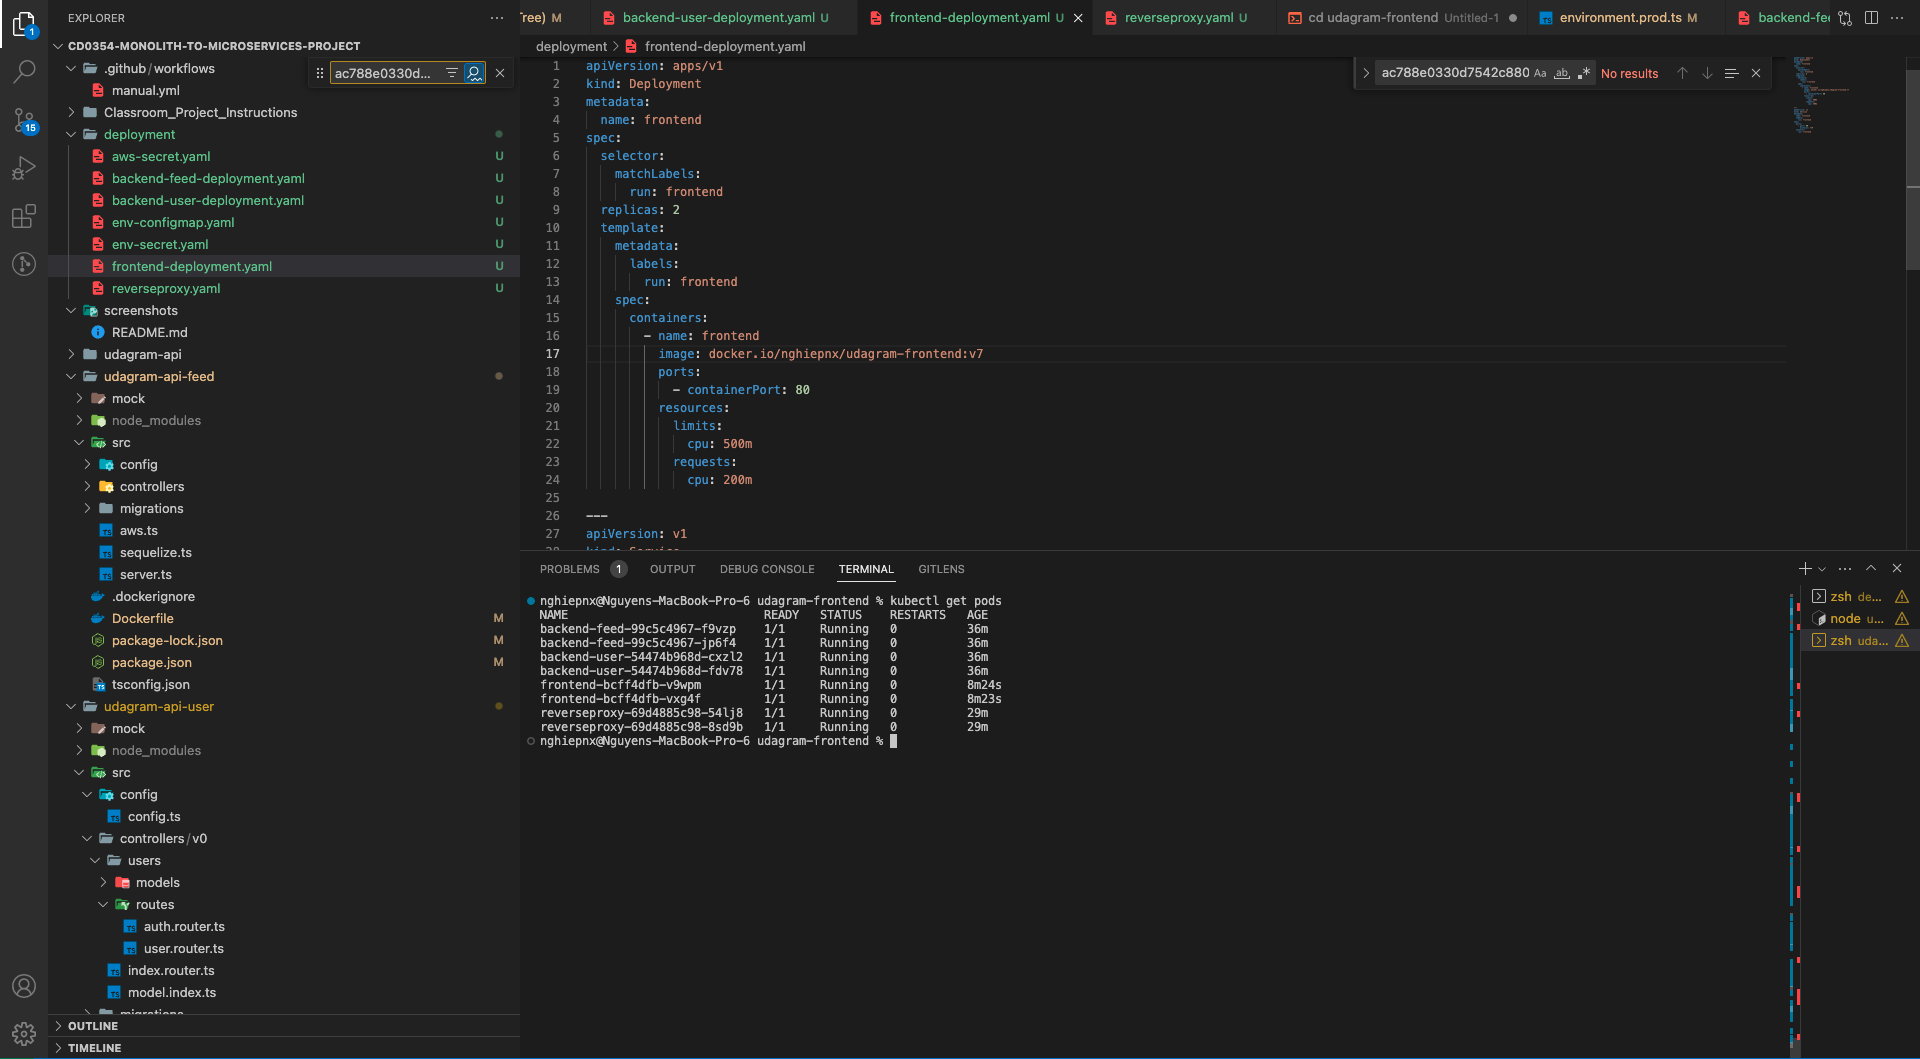 EXPLORER
1
15
CD0354-MONOLITH-TO-MICROSERVICES-PROJECT
.github/workflows
ac788e0330d...
manual.yml
Classroom_Project_Instructions
deployment
aws-secret.yaml U
backend-feed-deployment.yaml U
backend-user-deployment.yaml U
env-configmap.yaml U
env-secret.yaml U
frontend-deployment.yaml U
reverseproxy.yaml U
screenshots
README.md
udagram-api
udagram-api-feed
mock
node_modules
src
config
controllers
migrations
aws.ts
sequelize.ts
server.ts
.dockerignore
Dockerfile M
package-lock.json M
package.json M
tsconfig.json
udagram-api-user
mock
node_modules
src
config
config.ts
controllers/v0
users
models
routes
auth.router.ts
user.router.ts
index.router.ts
model.index.ts
migrations
OUTLINE
TIMELINE
Tree) M
backend-user-deployment.yaml U
frontend-deployment.yaml U
reverseproxy.yaml U
cd udagram-frontend Untitled-1
environment.prod.ts M
backend-fee
deployment > frontend-deployment.yaml
ac788e0330d7542c880 Aa ab .* No results
1 apiVersion: apps/v1
2 kind: Deployment
3 metadata:
4 name: frontend
5 spec:
6 selector:
7 matchLabels:
8 run: frontend
9 replicas: 2
10 template:
11 metadata:
12 labels:
13 run: frontend
14 spec:
15 containers:
16 - name: frontend
17 image: docker.io/nghiepnx/udagram-frontend:v7
18 ports:
19 - containerPort: 80
20 resources:
21 limits:
22 cpu: 500m
23 requests:
24 cpu: 200m
25
26 ---
27 apiVersion: v1
28 kind: Service
PROBLEMS 1 OUTPUT DEBUG CONSOLE TERMINAL GITLENS
nghiepnx@Nguyens-MacBook-Pro-6 udagram-frontend % kubectl get pods
NAME READY STATUS RESTARTS AGE
backend-feed-99c5c4967-f9vzp 1/1 Running 0 36m
backend-feed-99c5c4967-jp6f4 1/1 Running 0 36m
backend-user-54474b968d-cxzl2 1/1 Running 0 36m
backend-user-54474b968d-fdv78 1/1 Running 0 36m
frontend-bcff4dfb-v9wpm 1/1 Running 0 8m24s
frontend-bcff4dfb-vxg4f 1/1 Running 0 8m23s
reverseproxy-69d4885c98-54lj8 1/1 Running 0 29m
reverseproxy-69d4885c98-8sd9b 1/1 Running 0 29m
nghiepnx@Nguyens-MacBook-Pro-6 udagram-frontend %
zsh de...
node u...
zsh uda...